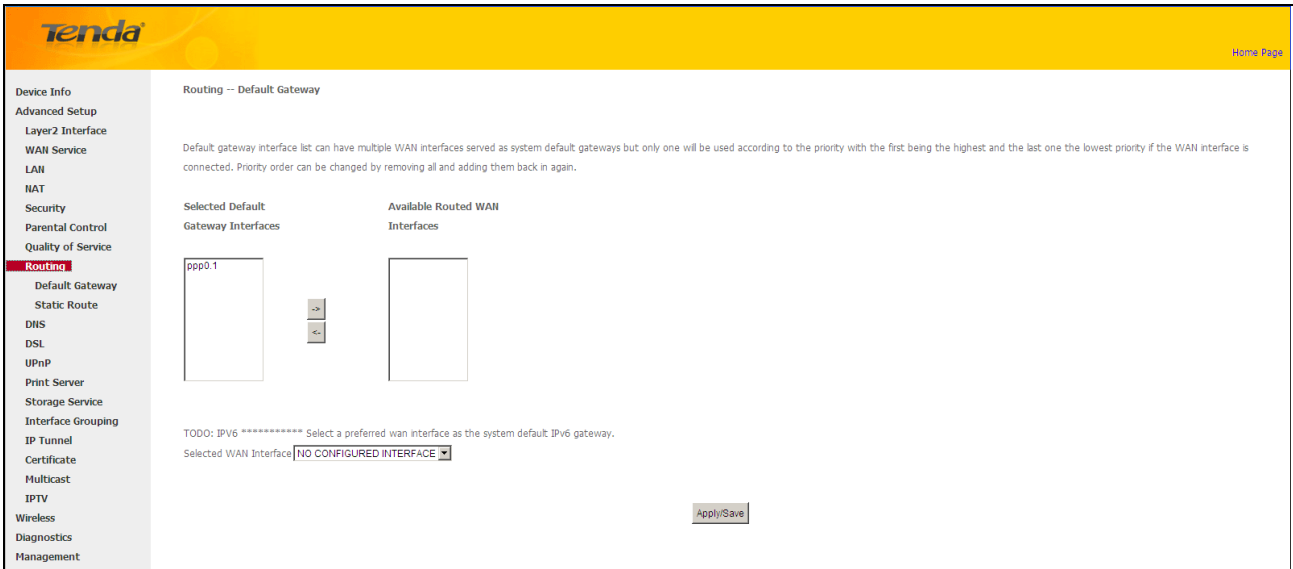 Tenda
Home Page
Device Info
Advanced Setup
Layer2 Interface
WAN Service
LAN
NAT
Security
Parental Control
Quality of Service
Routing
Default Gateway
Static Route
DNS
DSL
UPnP
Print Server
Storage Service
Interface Grouping
IP Tunnel
Certificate
Multicast
IPTV
Wireless
Diagnostics
Management
Routing -- Default Gateway
Default gateway interface list can have multiple WAN interfaces served as system default gateways but only one will be used according to the priority with the first being the highest and the last one the lowest priority if the WAN interface is
connected. Priority order can be changed by removing all and adding them back in again.
Selected Default
Gateway Interfaces
Available Routed WAN
Interfaces
ppp0.1
->
<-
TODO: IPV6 *********** Select a preferred wan interface as the system default IPv6 gateway.
Selected WAN Interface NO CONFIGURED INTERFACE
Apply/Save